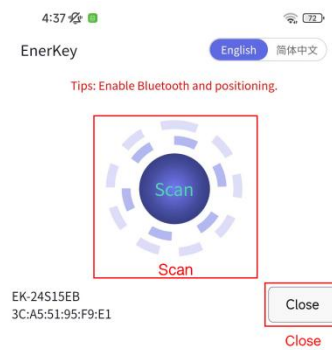 4:37
72
EnerKey
English
简体中文
Tips: Enable Bluetooth and positioning.
Scan
Scan
EK-24S15EB
3C:A5:51:95:F9:E1
Close
Close